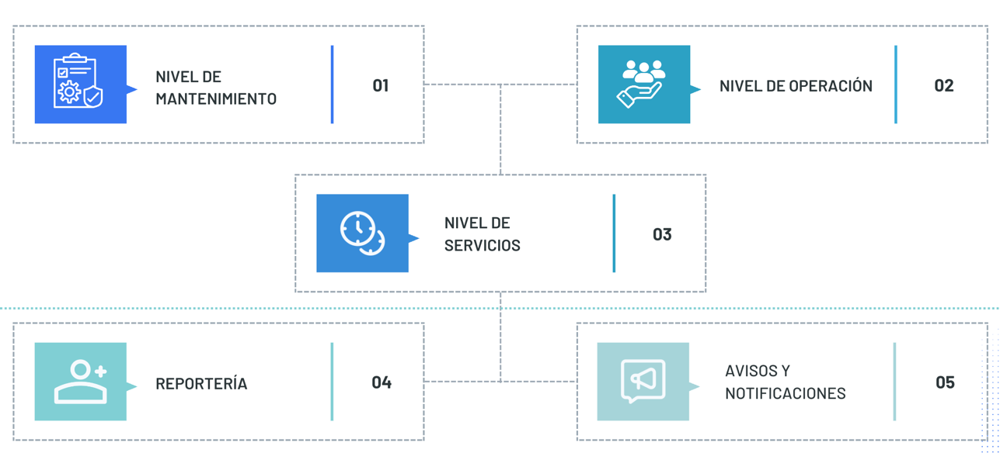 NIVEL DE
MANTENIMIENTO
01
NIVEL DE OPERACIÓN
02
NIVEL DE
SERVICIOS
03
REPORTERÍA
04
AVISOS Y
NOTIFICACIONES
05